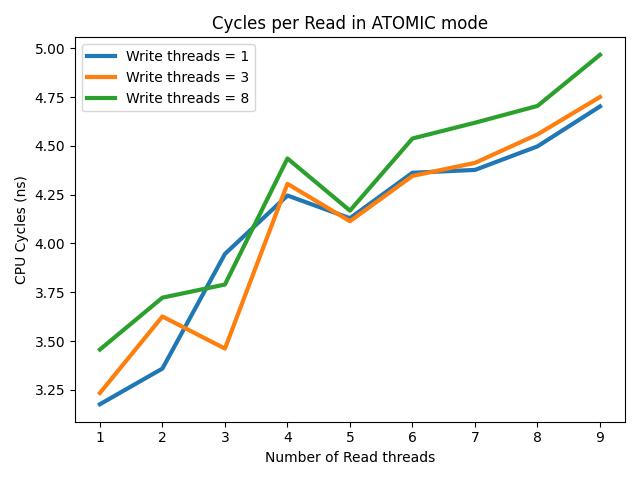 Cycles per Read in ATOMIC mode
Write threads = 1
Write threads = 3
Write threads = 8
CPU Cycles (ns)
5.00
4.75
4.50
4.25
4.00
3.75
3.50
3.25
1 2 3 4 5 6 7 8 9
Number of Read threads